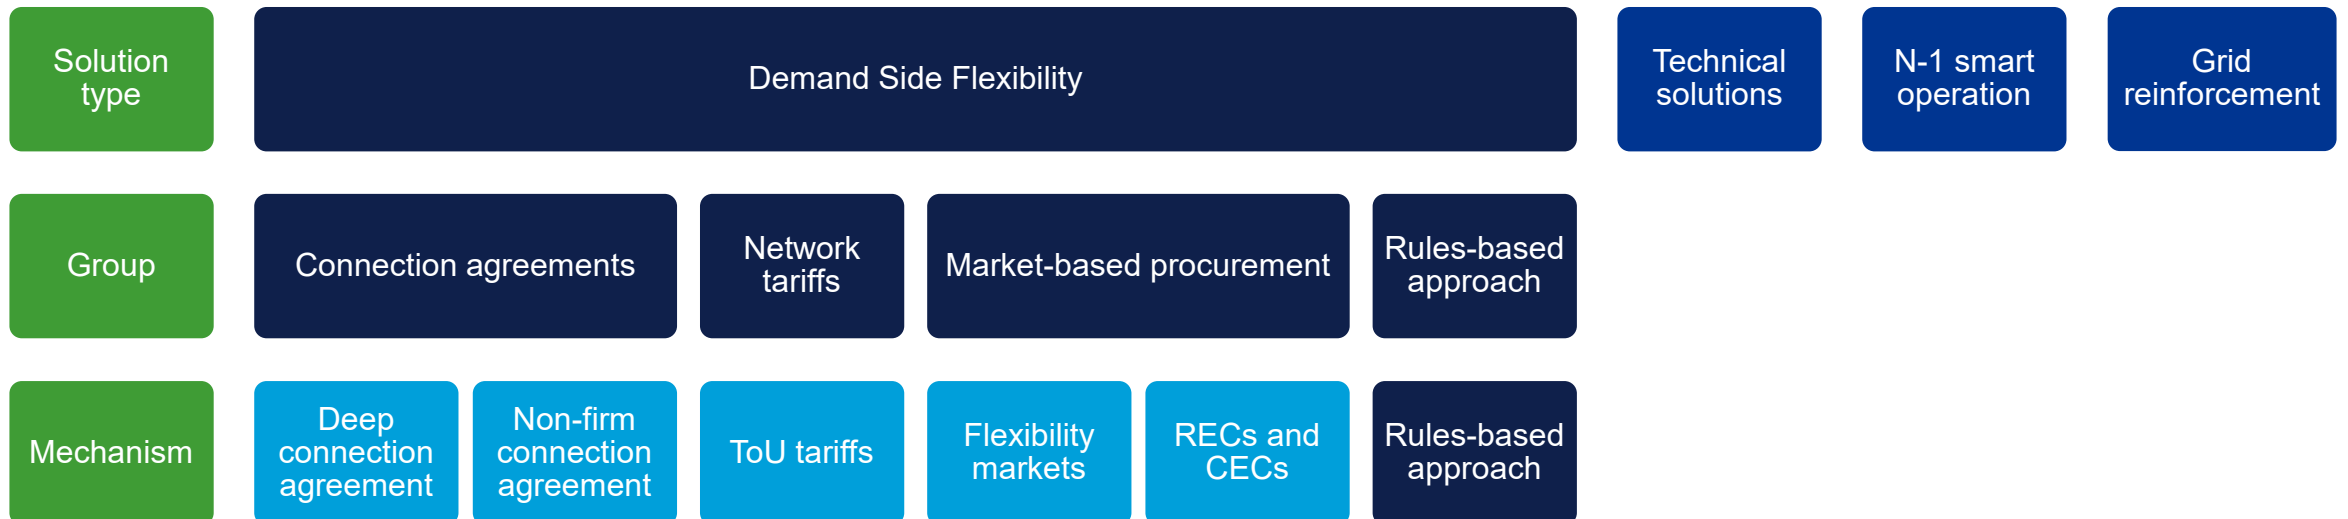 Solution
type
Demand Side Flexibility
Technical
solutions
N-1 smart
operation
Grid
reinforcement
Group
Connection agreements
Network
tariffs
Market-based procurement
Rules-based
approach
Mechanism
Deep
connection
agreement
Non-firm
connection
agreement
ToU tariffs
Flexibility
markets
RECs and
CECs
Rules-based
approach